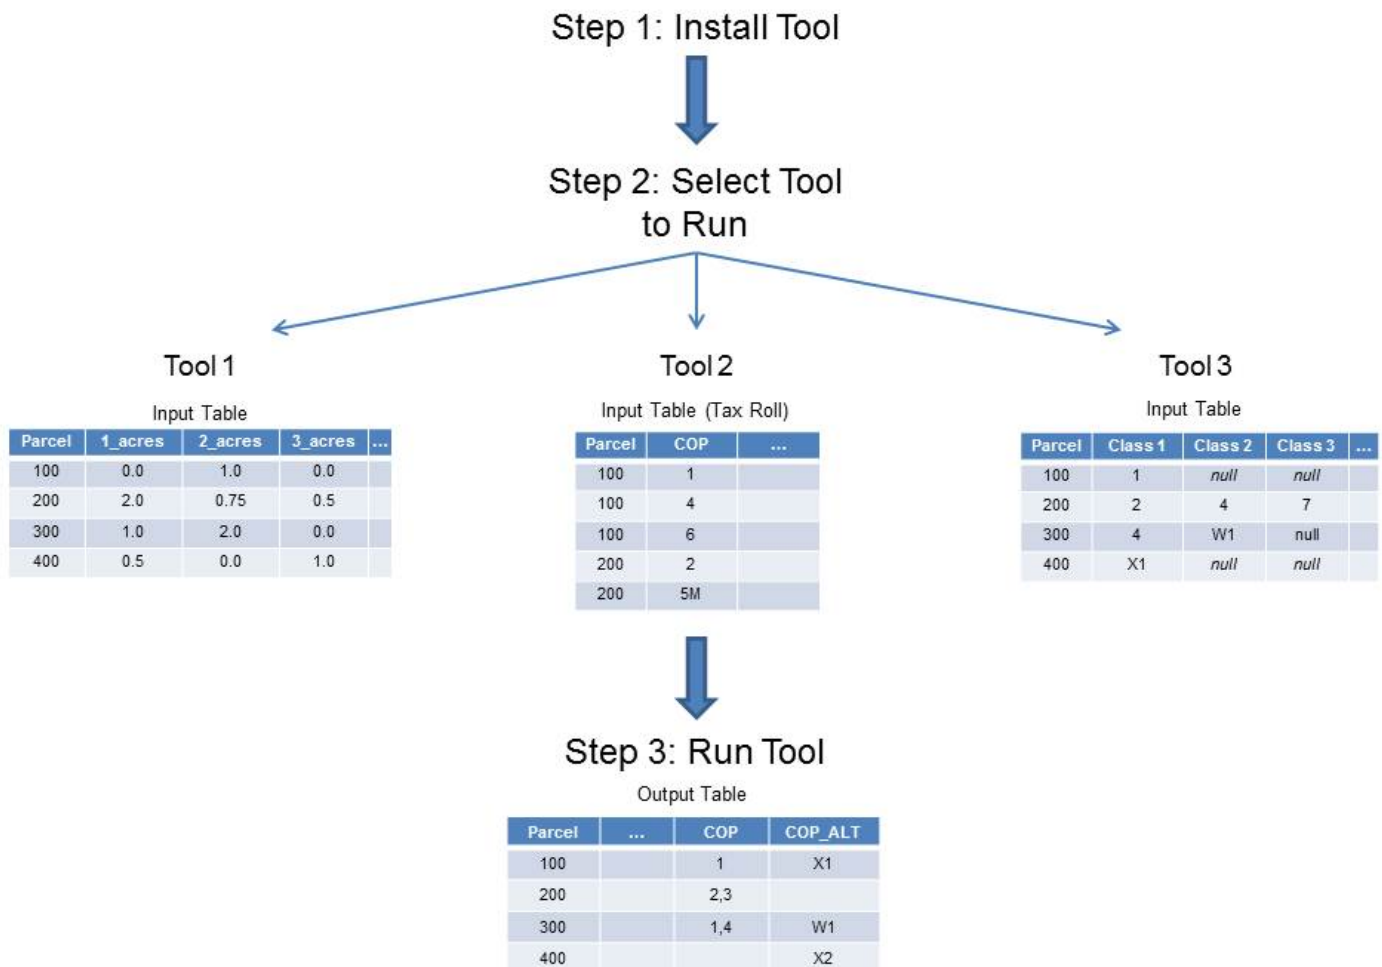 Step 1: Install Tool
Step 2: Select Tool
to Run
Tool 1
Input Table
Parcel 1_acres 2_acres 3_acres ...
100 0.0 1.0 0.0
200 2.0 0.75 0.5
300 1.0 2.0 0.0
400 0.5 0.0 1.0
Tool 2
Input Table (Tax Roll)
Parcel COP ...
100 1
100 4
100 6
200 2
200 5M
Tool 3
Input Table
Parcel Class 1 Class 2 Class 3 ...
100 1 null null
200 2 4 7
300 4 W1 null
400 X1 null null
Step 3: Run Tool
Output Table
Parcel ... COP COP_ALT
100 1 X1
200 2,3
300 1,4 W1
400 X2